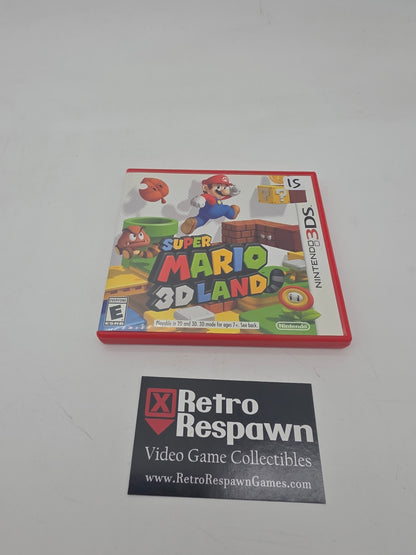 15
NINTENDO 3DS
SUPER
MARIO
3D LAND
EVERYONE
E
ESRB
Playable in 2D and 3D. 3D mode for ages 7+. See back.
Nintendo
X Retro
Respawn
Video Game Collectibles
www.RetroRespawnGames.com